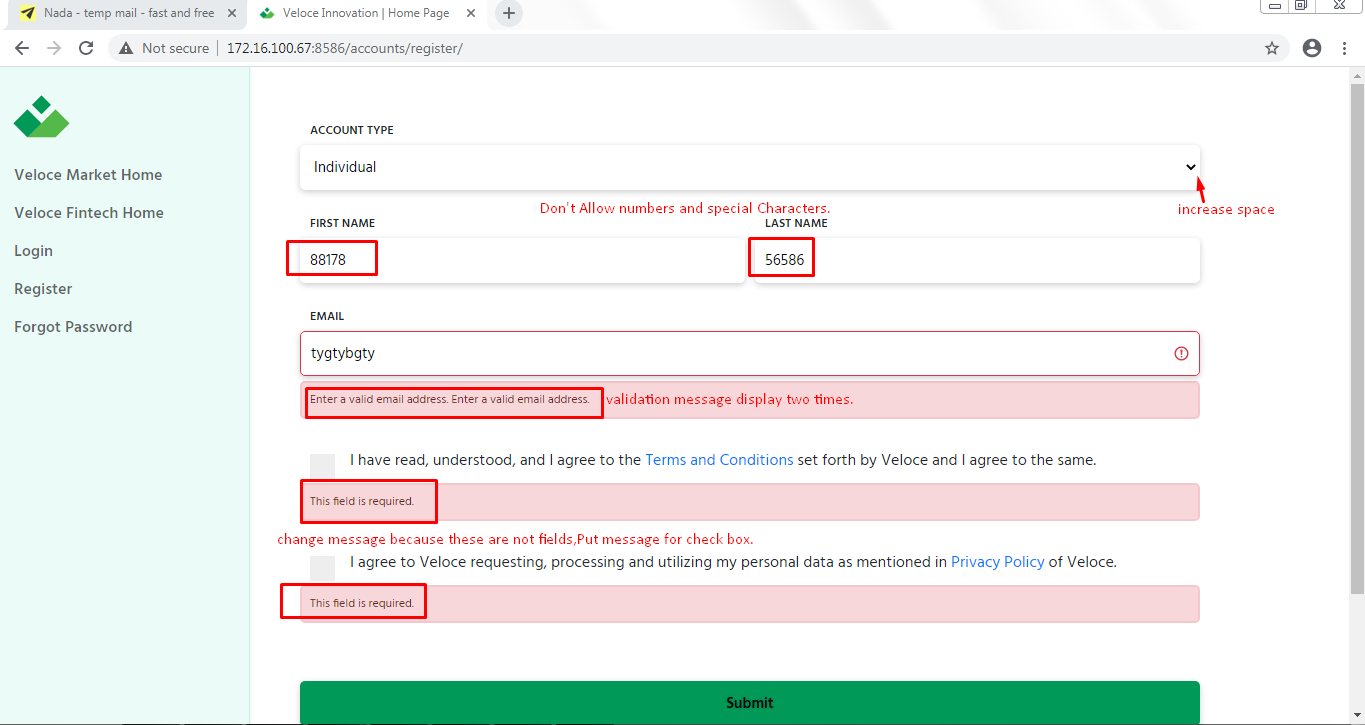 Nada - temp mail - fast and free
Veloce Innovation | Home Page
Not secure
172.16.100.67:8586/accounts/register/
Veloce Market Home
Veloce Fintech Home
Login
Register
Forgot Password
ACCOUNT TYPE
Individual
Don't Allow numbers and special Characters.
increase space
FIRST NAME
LAST NAME
88178
56586
EMAIL
tygtybgty
Enter a valid email address. Enter a valid email address.
validation message display two times.
I have read, understood, and I agree to the Terms and Conditions set forth by Veloce and I agree to the same.
This field is required.
change message because these are not fields,Put message for check box.
I agree to Veloce requesting, processing and utilizing my personal data as mentioned in Privacy Policy of Veloce.
This field is required.
Submit